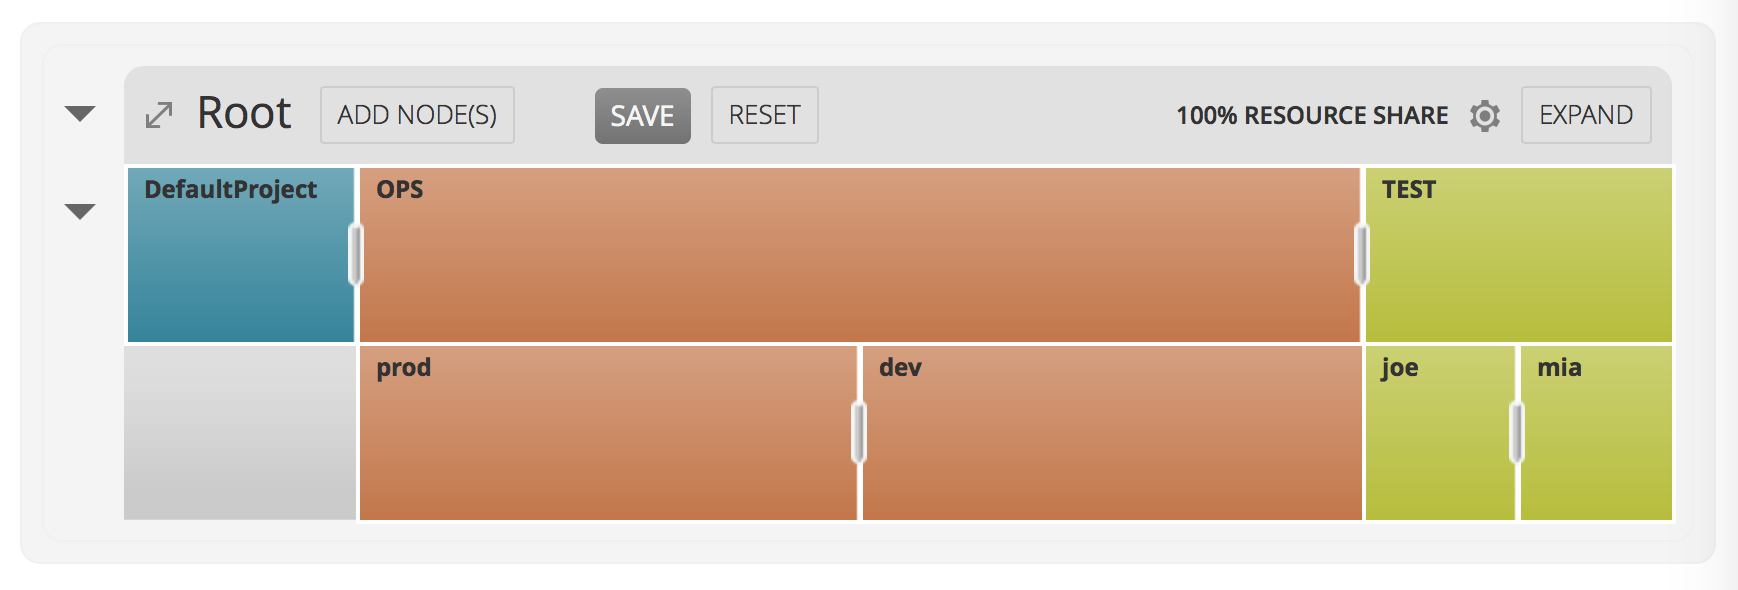 Root ADD NODE(S) SAVE RESET 100% RESOURCE SHARE EXPAND
DefaultProject OPS TEST
prod dev joe mia